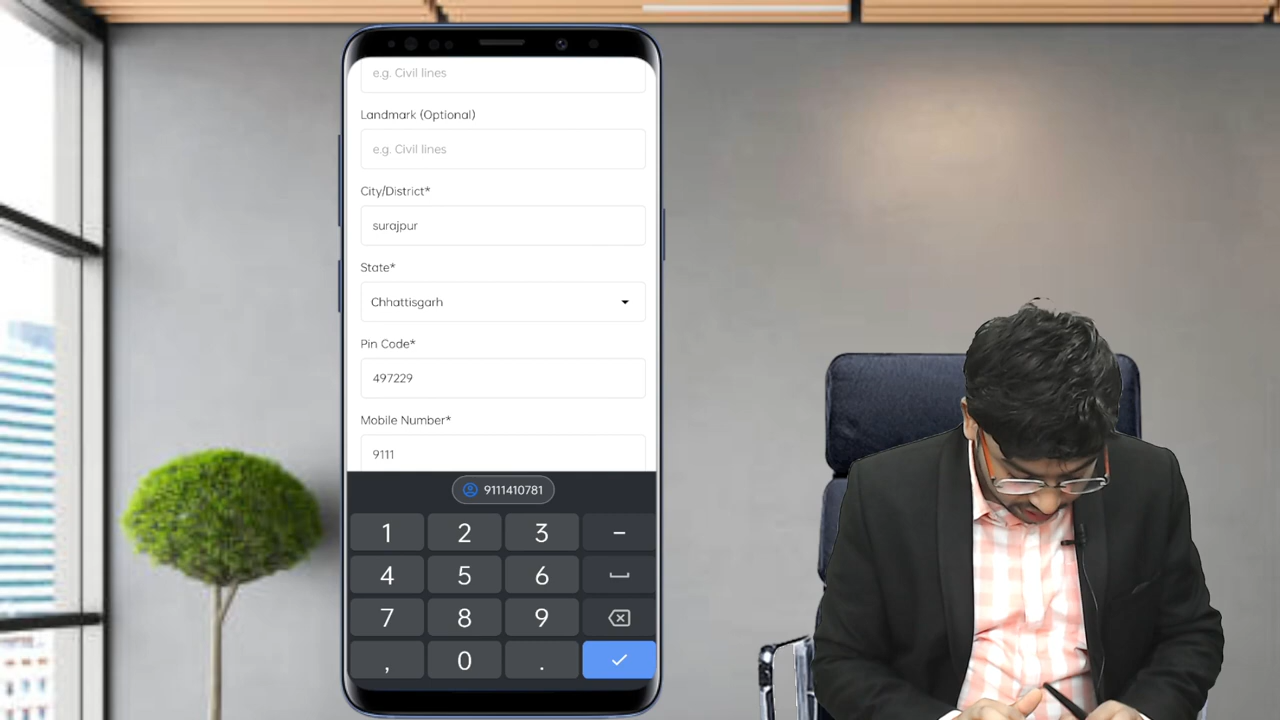 e.g. Civil lines
Landmark (Optional)
e.g. Civil lines
City/District*
surajpur
State*
Chhattisgarh
Pin Code*
497229
Mobile Number*
9111
9111410781
1 2 3 –
4 5 6
7 8 9
, 0 .